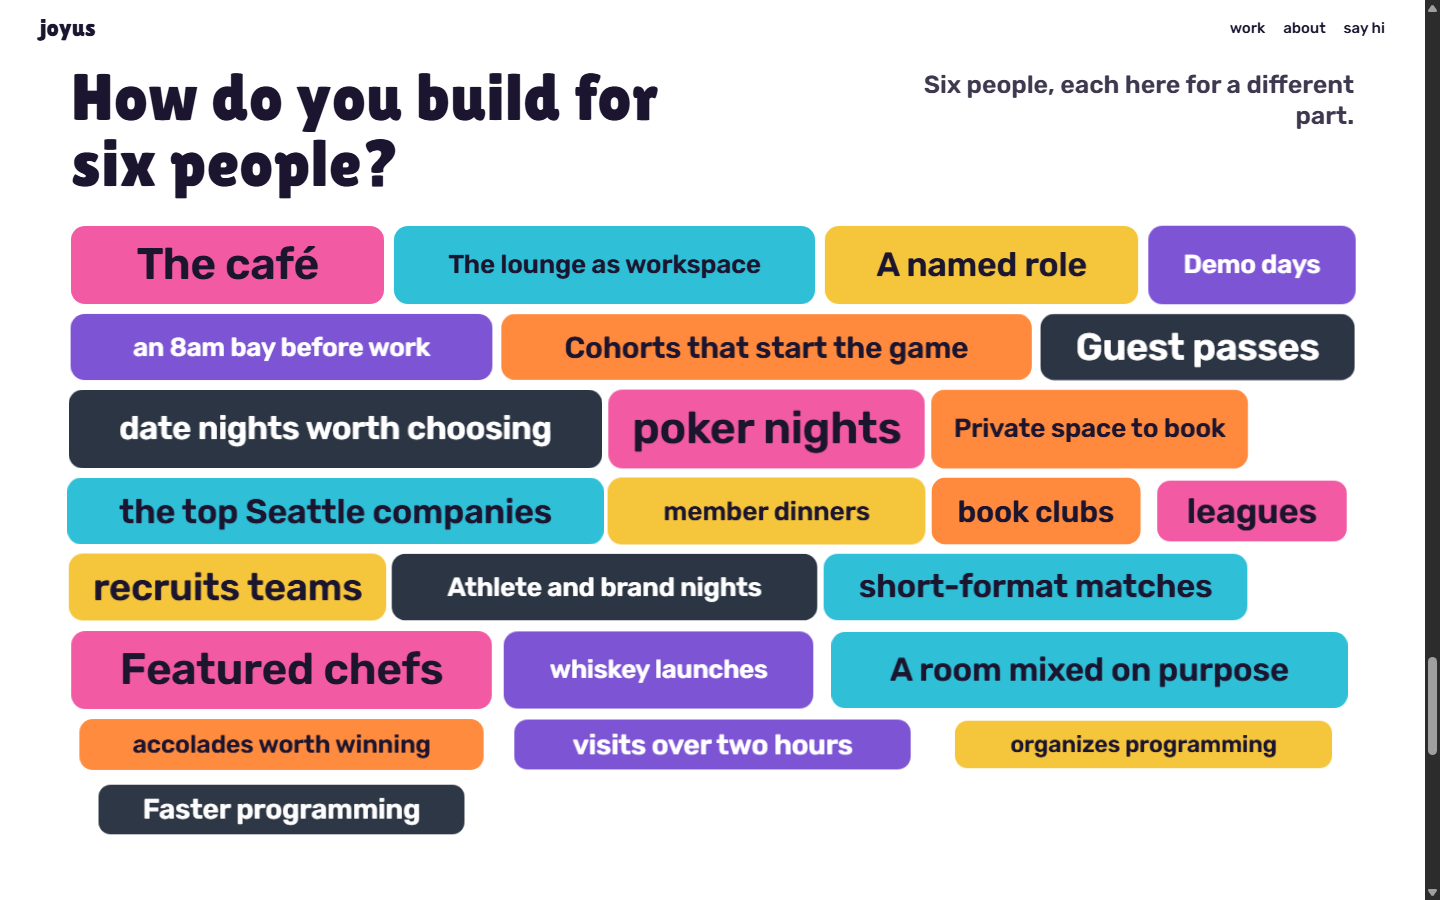 joyus
work about say hi
How do you build for
six people?
Six people, each here for a different
part.
The café
The lounge as workspace
A named role
Demo days
an 8am bay before work
Cohorts that start the game
Guest passes
date nights worth choosing
poker nights
Private space to book
the top Seattle companies
member dinners
book clubs
leagues
recruits teams
Athlete and brand nights
short-format matches
Featured chefs
whiskey launches
A room mixed on purpose
accolades worth winning
visits over two hours
organizes programming
Faster programming